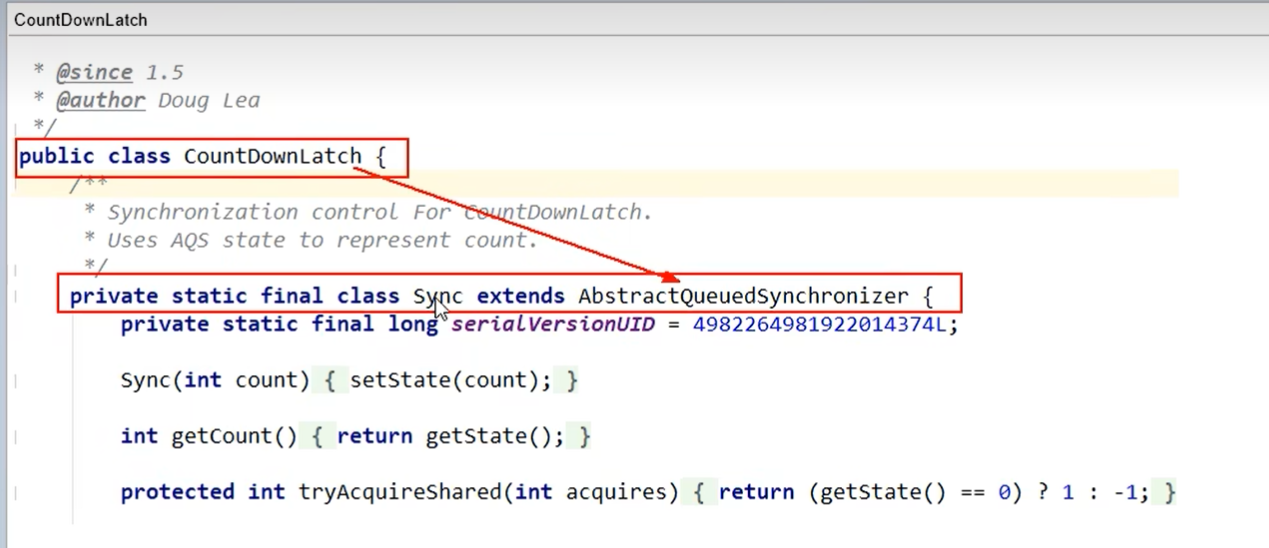 CountDownLatch
* @since 1.5
* @author Doug Lea
*/
public class CountDownLatch {
/**
* Synchronization control For CountDownLatch.
* Uses AQS state to represent count.
*/
private static final class Sync extends AbstractQueuedSynchronizer {
private static final long serialVersionUID = 4982264981922014374L;
Sync(int count) { setState(count); }
int getCount() { return getState(); }
protected int tryAcquireShared(int acquires) { return (getState() == 0) ? 1 : -1; }